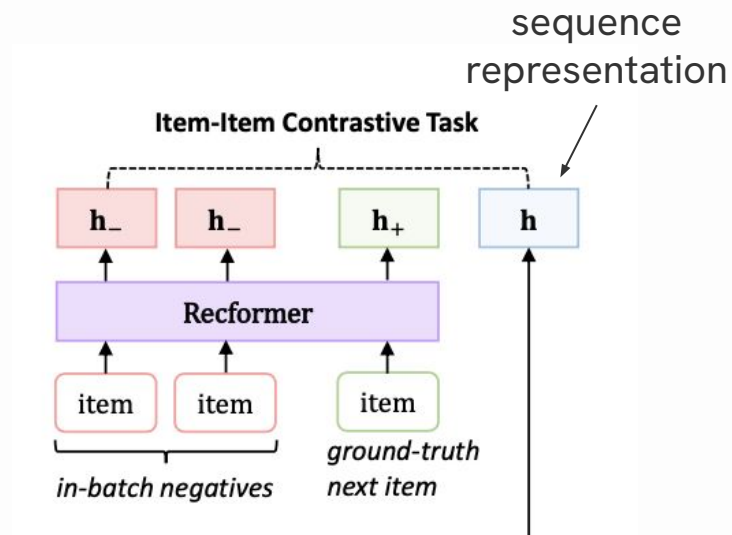 sequence
representation
Item-Item Contrastive Task
h₋ h₋ h₊ h
Recformer
item item item
in-batch negatives
ground-truth
next item